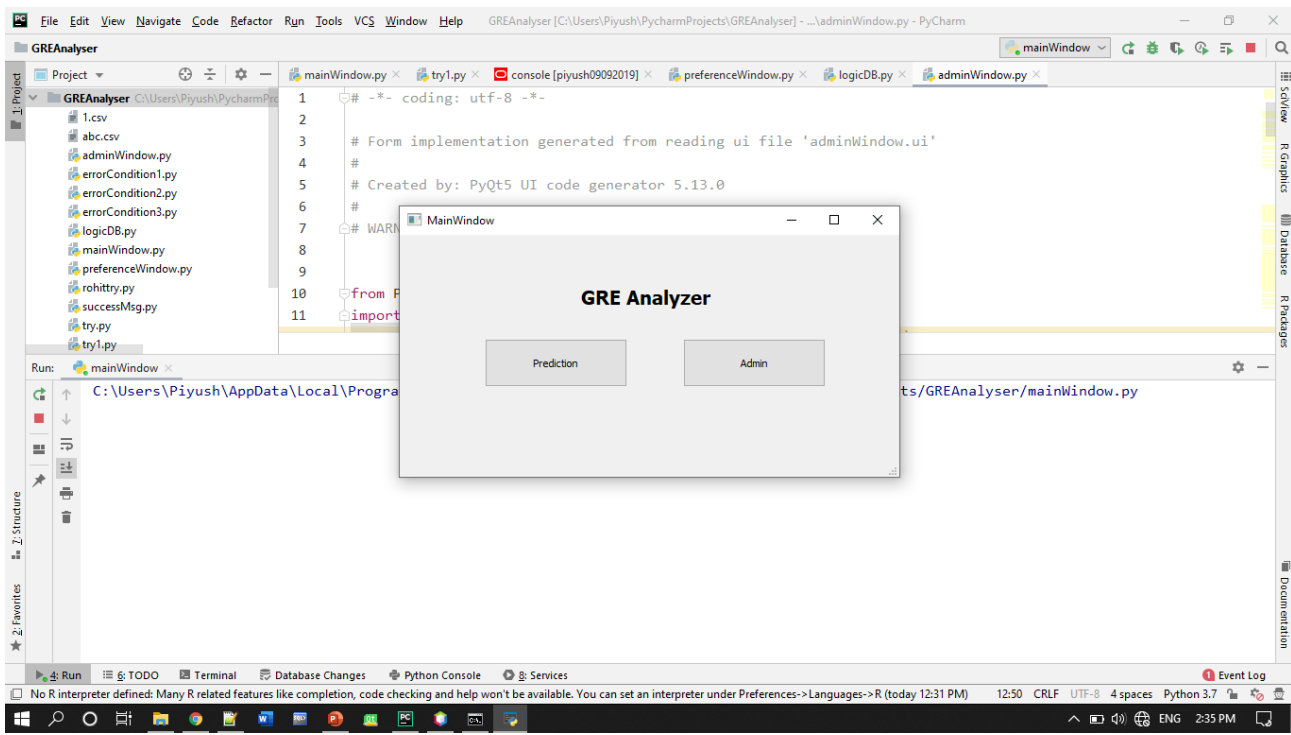 PC File Edit View Navigate Code Refactor Run Tools VCS Window Help GREAnalyser [C:\Users\Piyush\PycharmProjects\GREAnalyser] - ...\adminWindow.py - PyCharm
GREAnalyser
mainWindow
Project
mainWindow.py
try1.py
console [piyush09092019]
preferenceWindow.py
logicDB.py
adminWindow.py
1: Project
GREAnalyser C:\Users\Piyush\PycharmPro
1.csv
abc.csv
adminWindow.py
errorCondition1.py
errorCondition2.py
errorCondition3.py
logicDB.py
mainWindow.py
preferenceWindow.py
rohittry.py
successMsg.py
try.py
try1.py
1 # -*- coding: utf-8 -*-
2
3 # Form implementation generated from reading ui file 'adminWindow.ui'
4 #
5 # Created by: PyQt5 UI code generator 5.13.0
6 #
7 # WARN
8
9
10 from P
11 import
MainWindow
GRE Analyzer
Prediction
Admin
SciView
R Graphics
Database
R Packages
Documentation
Run: mainWindow
C:\Users\Piyush\AppData\Local\Progra
ts/GREAnalyser/mainWindow.py
7: Structure
2: Favorites
4: Run 6: TODO Terminal Database Changes Python Console 8: Services
1 Event Log
No R interpreter defined: Many R related features like completion, code checking and help won't be available. You can set an interpreter under Preferences->Languages->R (today 12:31 PM)
12:50 CRLF UTF-8 4 spaces Python 3.7
ENG 2:35 PM